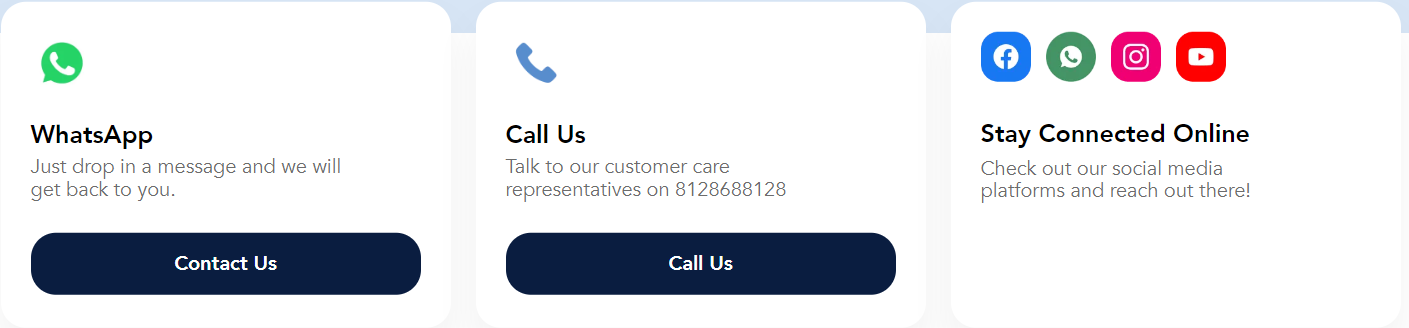 WhatsApp
Just drop in a message and we will
get back to you.
Contact Us
Call Us
Talk to our customer care
representatives on 8128688128
Call Us
Stay Connected Online
Check out our social media
platforms and reach out there!